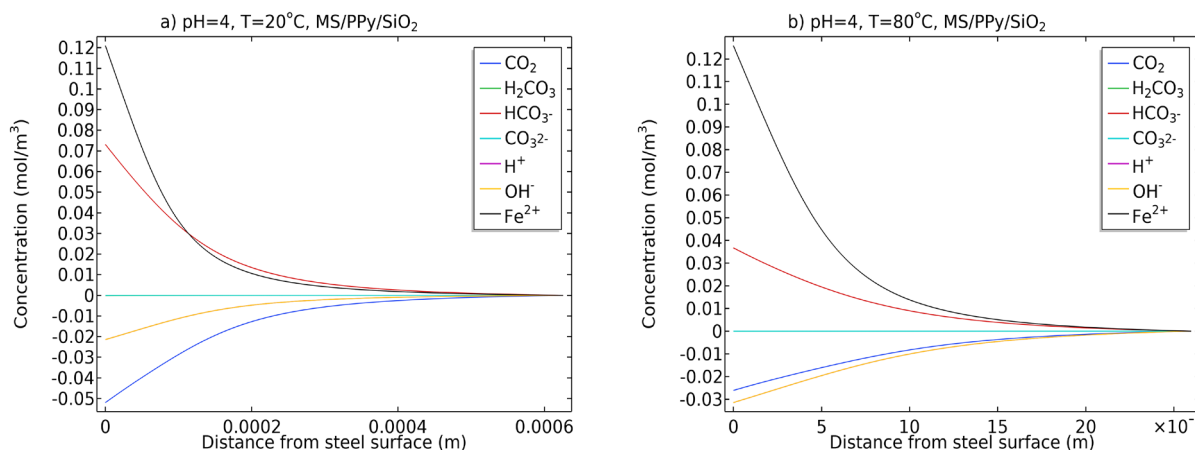 a) pH=4, T=20°C, MS/PPy/SiO₂
Concentration (mol/m³)
0.12
0.11
0.1
0.09
0.08
0.07
0.06
0.05
0.04
0.03
0.02
0.01
0
-0.01
-0.02
-0.03
-0.04
-0.05
CO₂
H₂CO₃
HCO₃-
CO₃²-
H⁺
OH⁻
Fe²⁺
0 0.0002 0.0004 0.0006
Distance from steel surface (m)
b) pH=4, T=80°C, MS/PPy/SiO₂
Concentration (mol/m³)
0.12
0.11
0.1
0.09
0.08
0.07
0.06
0.05
0.04
0.03
0.02
0.01
0
-0.01
-0.02
-0.03
CO₂
H₂CO₃
HCO₃-
CO₃²-
H⁺
OH⁻
Fe²⁺
0 5 10 15 20 ×10⁻
Distance from steel surface (m)